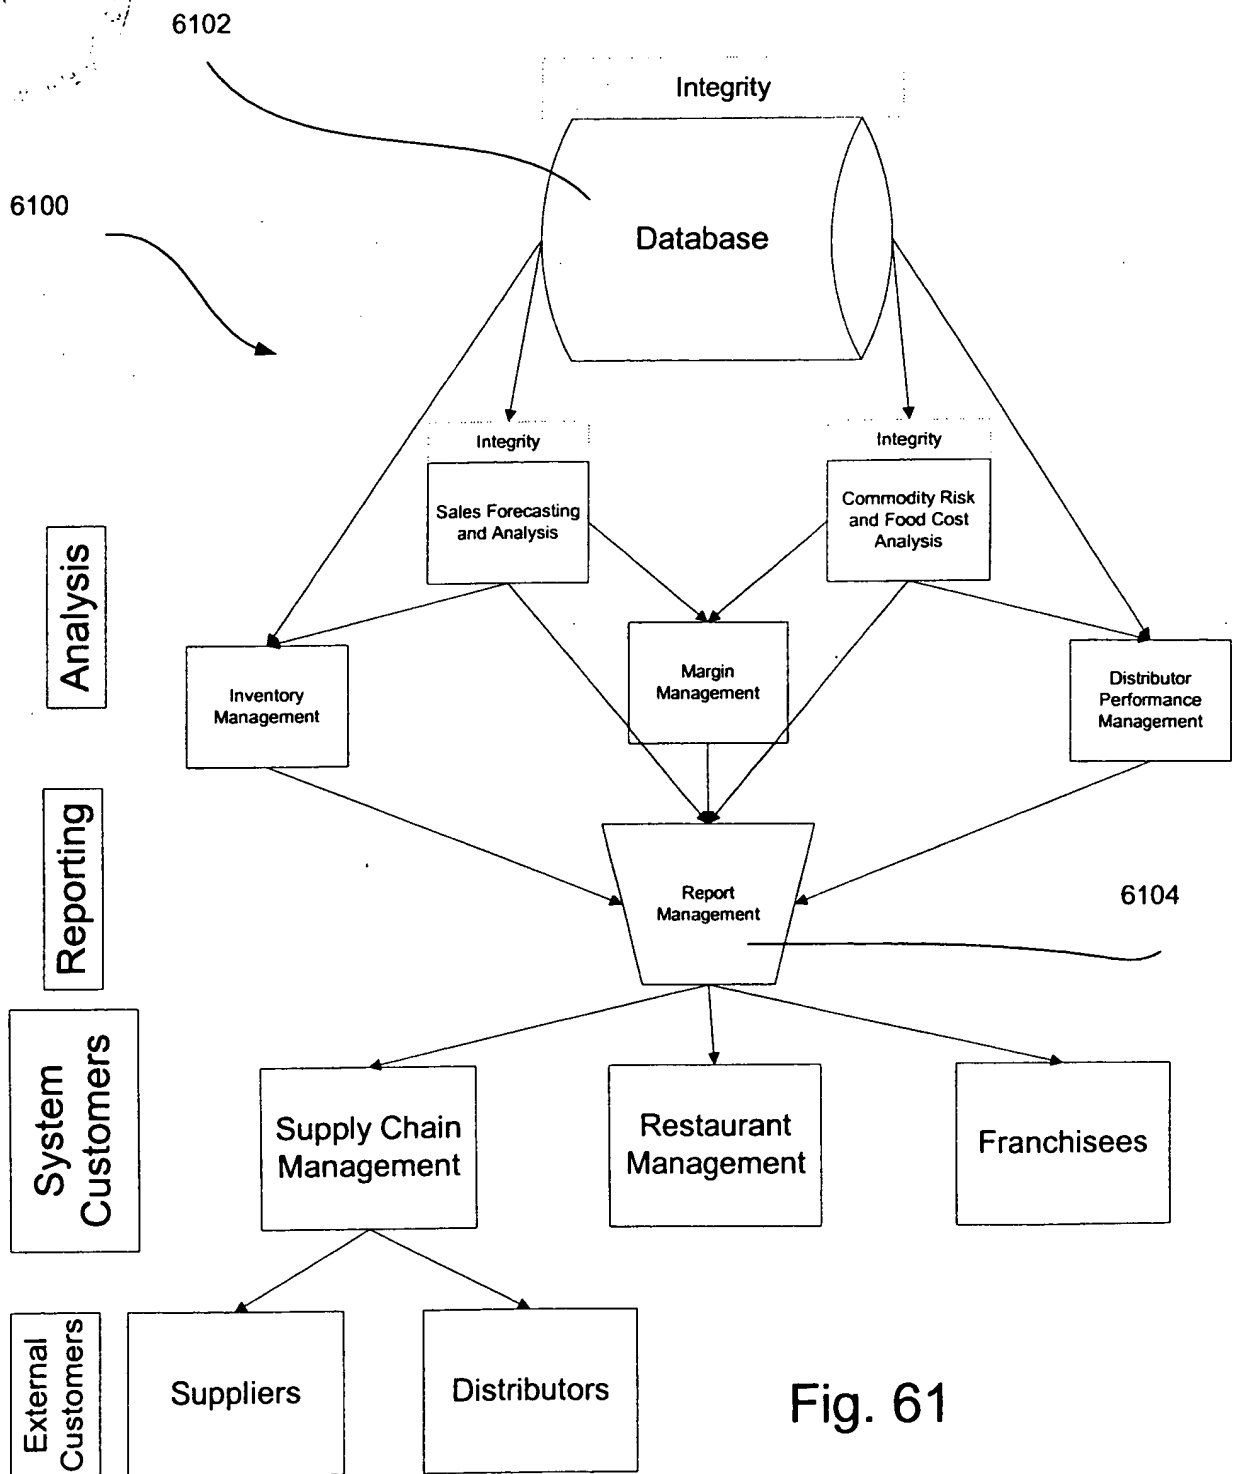 6102
Integrity
6100
Database
Integrity
Integrity
Sales Forecasting
and Analysis
Commodity Risk
and Food Cost
Analysis
Analysis
Inventory
Management
Margin
Management
Distributor
Performance
Management
Reporting
Report
Management
6104
System
Customers
Supply Chain
Management
Restaurant
Management
Franchisees
External
Customers
Suppliers
Distributors
Fig. 61